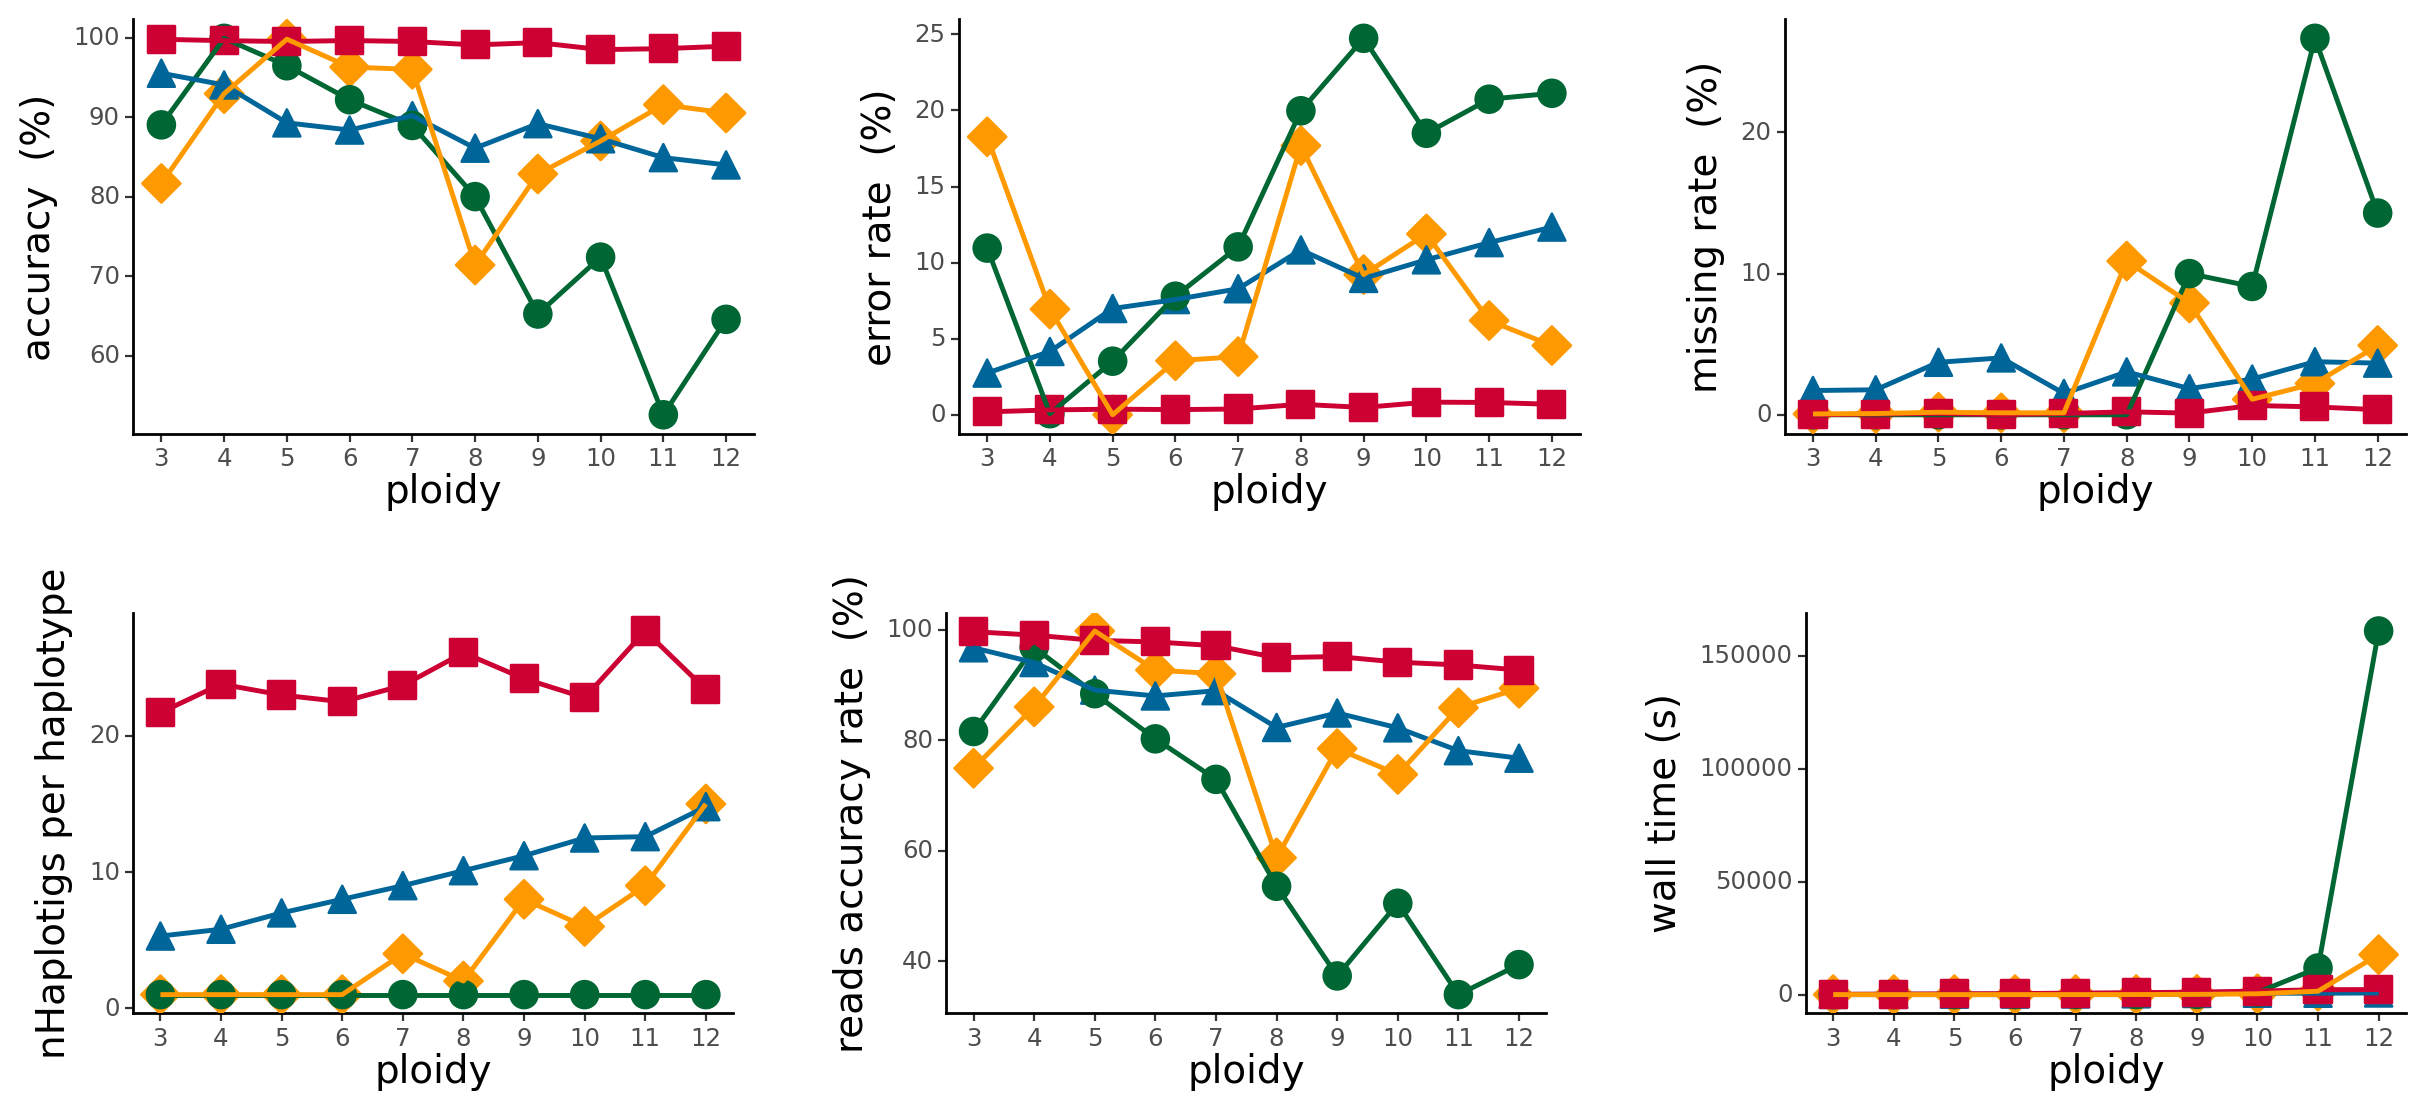 accuracy (%)
100
90
80
70
60
3 4 5 6 7 8 9 10 11 12
ploidy
error rate (%)
25
20
15
10
5
0
3 4 5 6 7 8 9 10 11 12
ploidy
missing rate (%)
20
10
0
3 4 5 6 7 8 9 10 11 12
ploidy
nHaplotigs per haplotype
20
10
0
3 4 5 6 7 8 9 10 11 12
ploidy
reads accuracy rate (%)
100
80
60
40
3 4 5 6 7 8 9 10 11 12
ploidy
wall time (s)
150000
100000
50000
0
3 4 5 6 7 8 9 10 11 12
ploidy